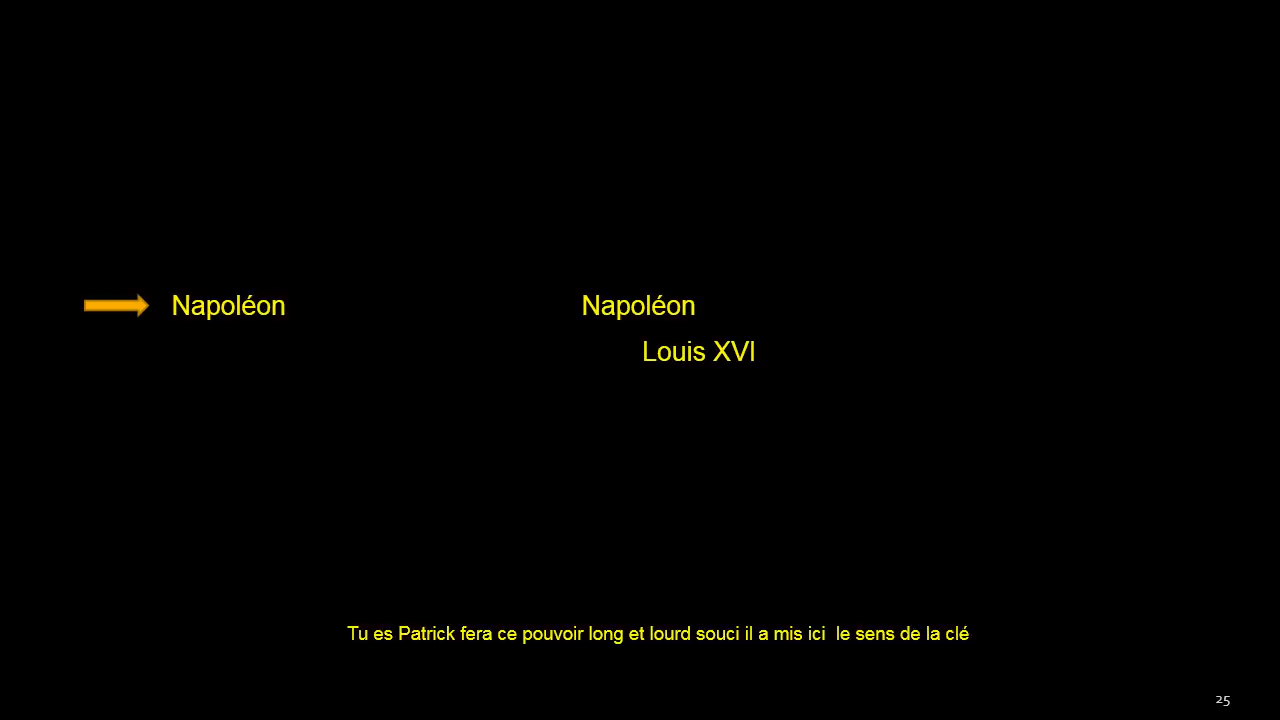 Napoléon Napoléon
Louis XVI
Tu es Patrick fera ce pouvoir long et lourd souci il a mis ici le sens de la clé
25